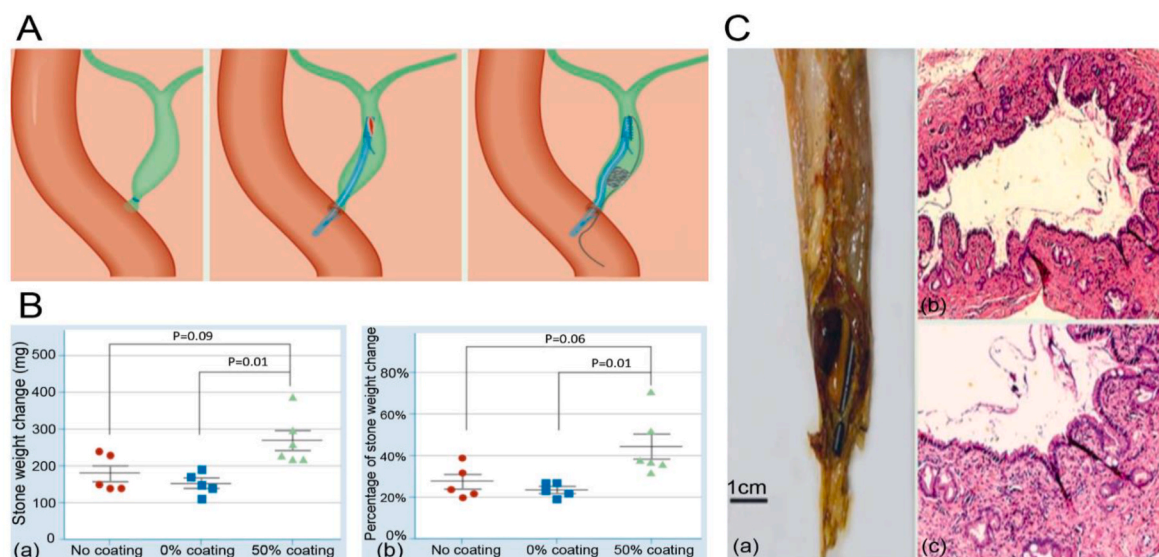 A
B
Stone weight change (mg)
500
400
300
200
100
0
P=0.09
P=0.01
No coating
0% coating
50% coating
(a)
Percentage of stone weight change
80%
60%
40%
20%
0%
P=0.06
P=0.01
No coating
0% coating
50% coating
(b)
C
1cm
(a)
(b)
(c)